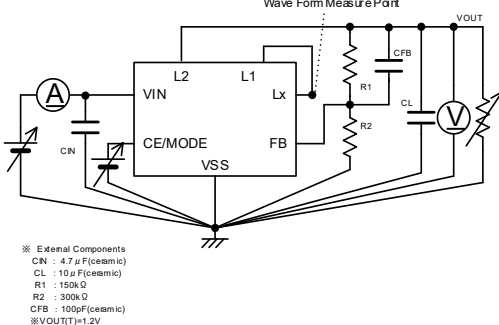 Wave Form Measure Point
VOUT
L2
L1
CFB
R1
A
VIN
Lx
CL
V
CIN
CE/MODE
FB
R2
VSS
※ External Components
CIN : 4.7μF(ceramic)
CL : 10μF(ceramic)
R1 : 150kΩ
R2 : 300kΩ
CFB : 100pF(ceramic)
※VOUT(T)=1.2V